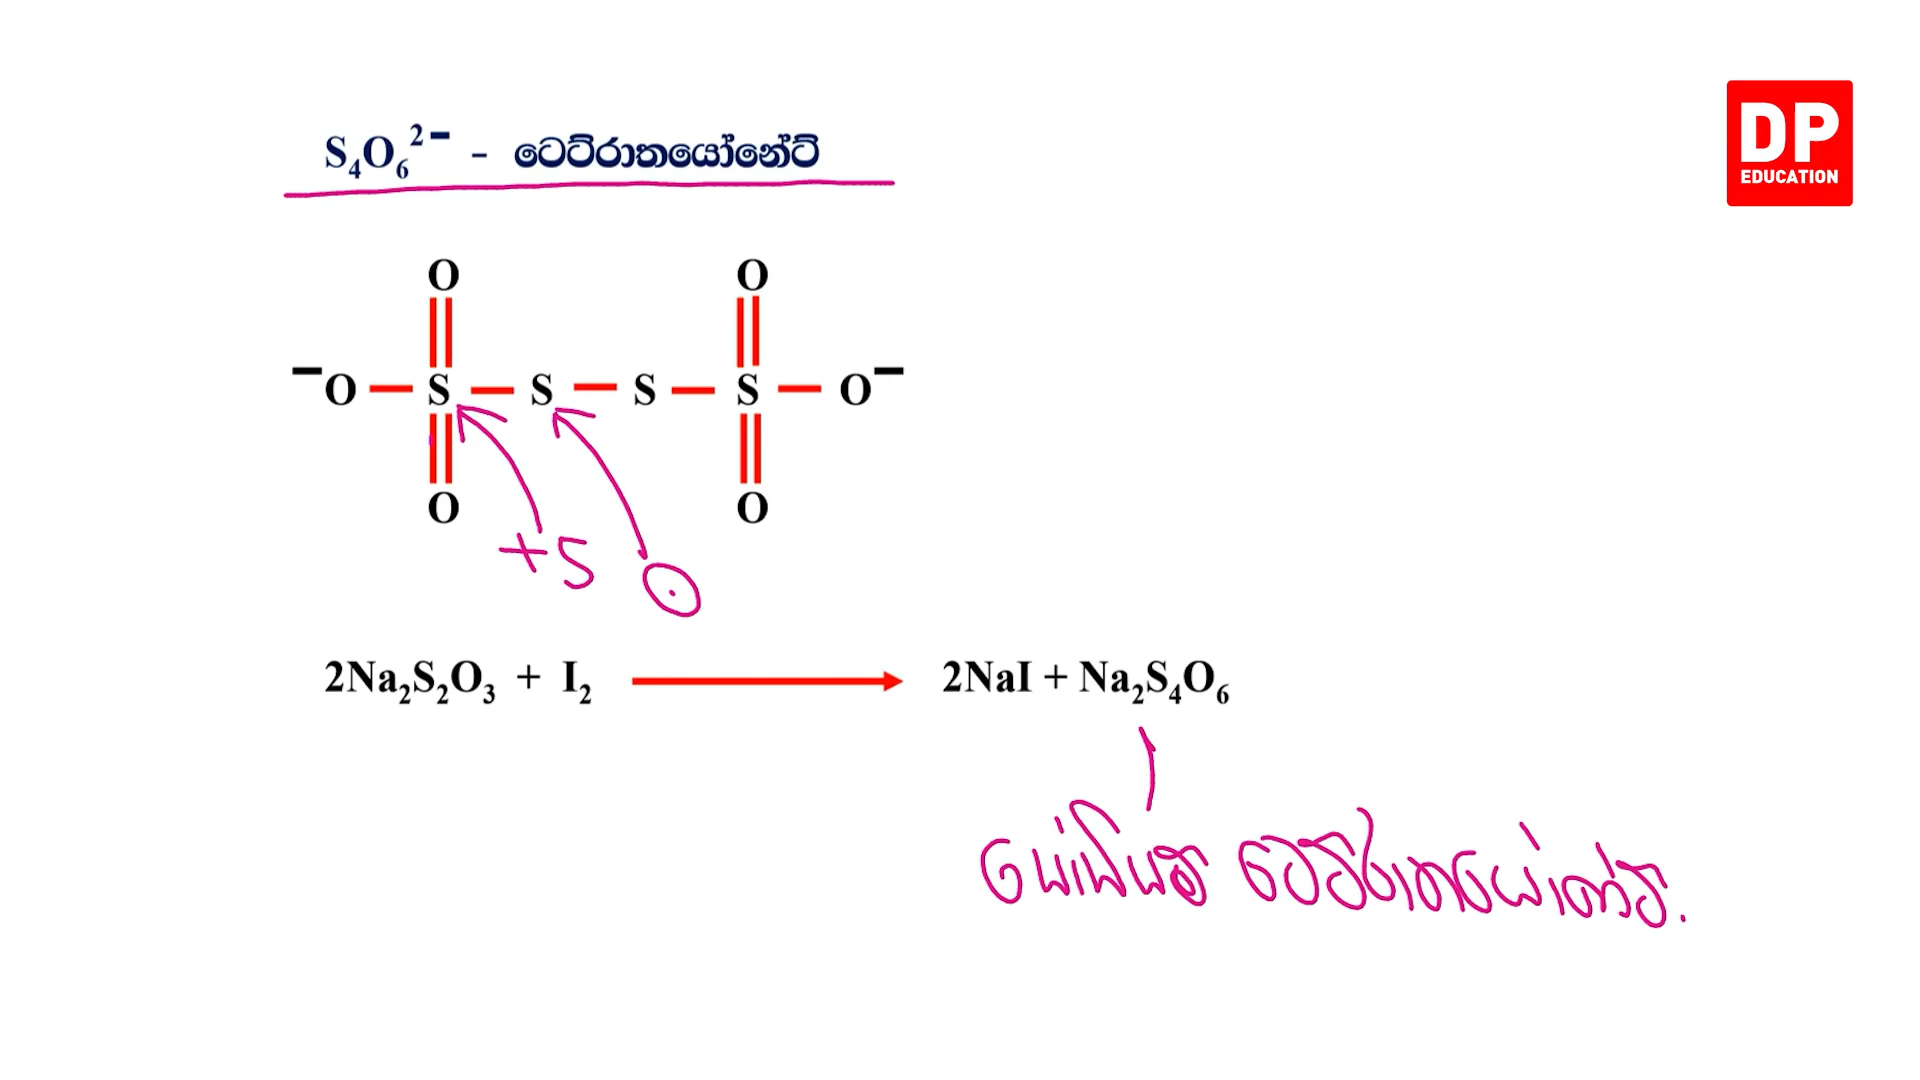 DP
EDUCATION
S₄O₆²⁻ - ටෙට්රාතයෝනේට්
O O
⁻O – S – S – S – S – O⁻
O O
+5 0
2Na₂S₂O₃ + I₂ → 2NaI + Na₂S₄O₆
සෝඩියම් ටෙට්රාතයෝනේට්.